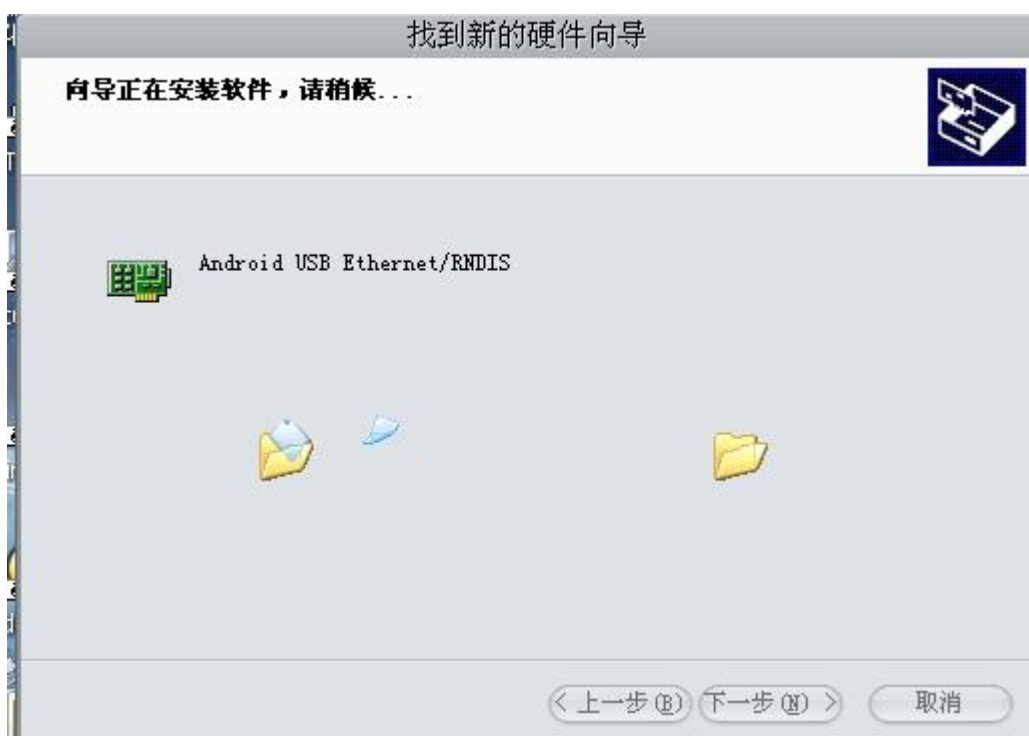 找到新的硬件向导
向导正在安装软件，请稍候...
Android USB Ethernet/RNDIS
< 上一步(B)
下一步(N) >
取消